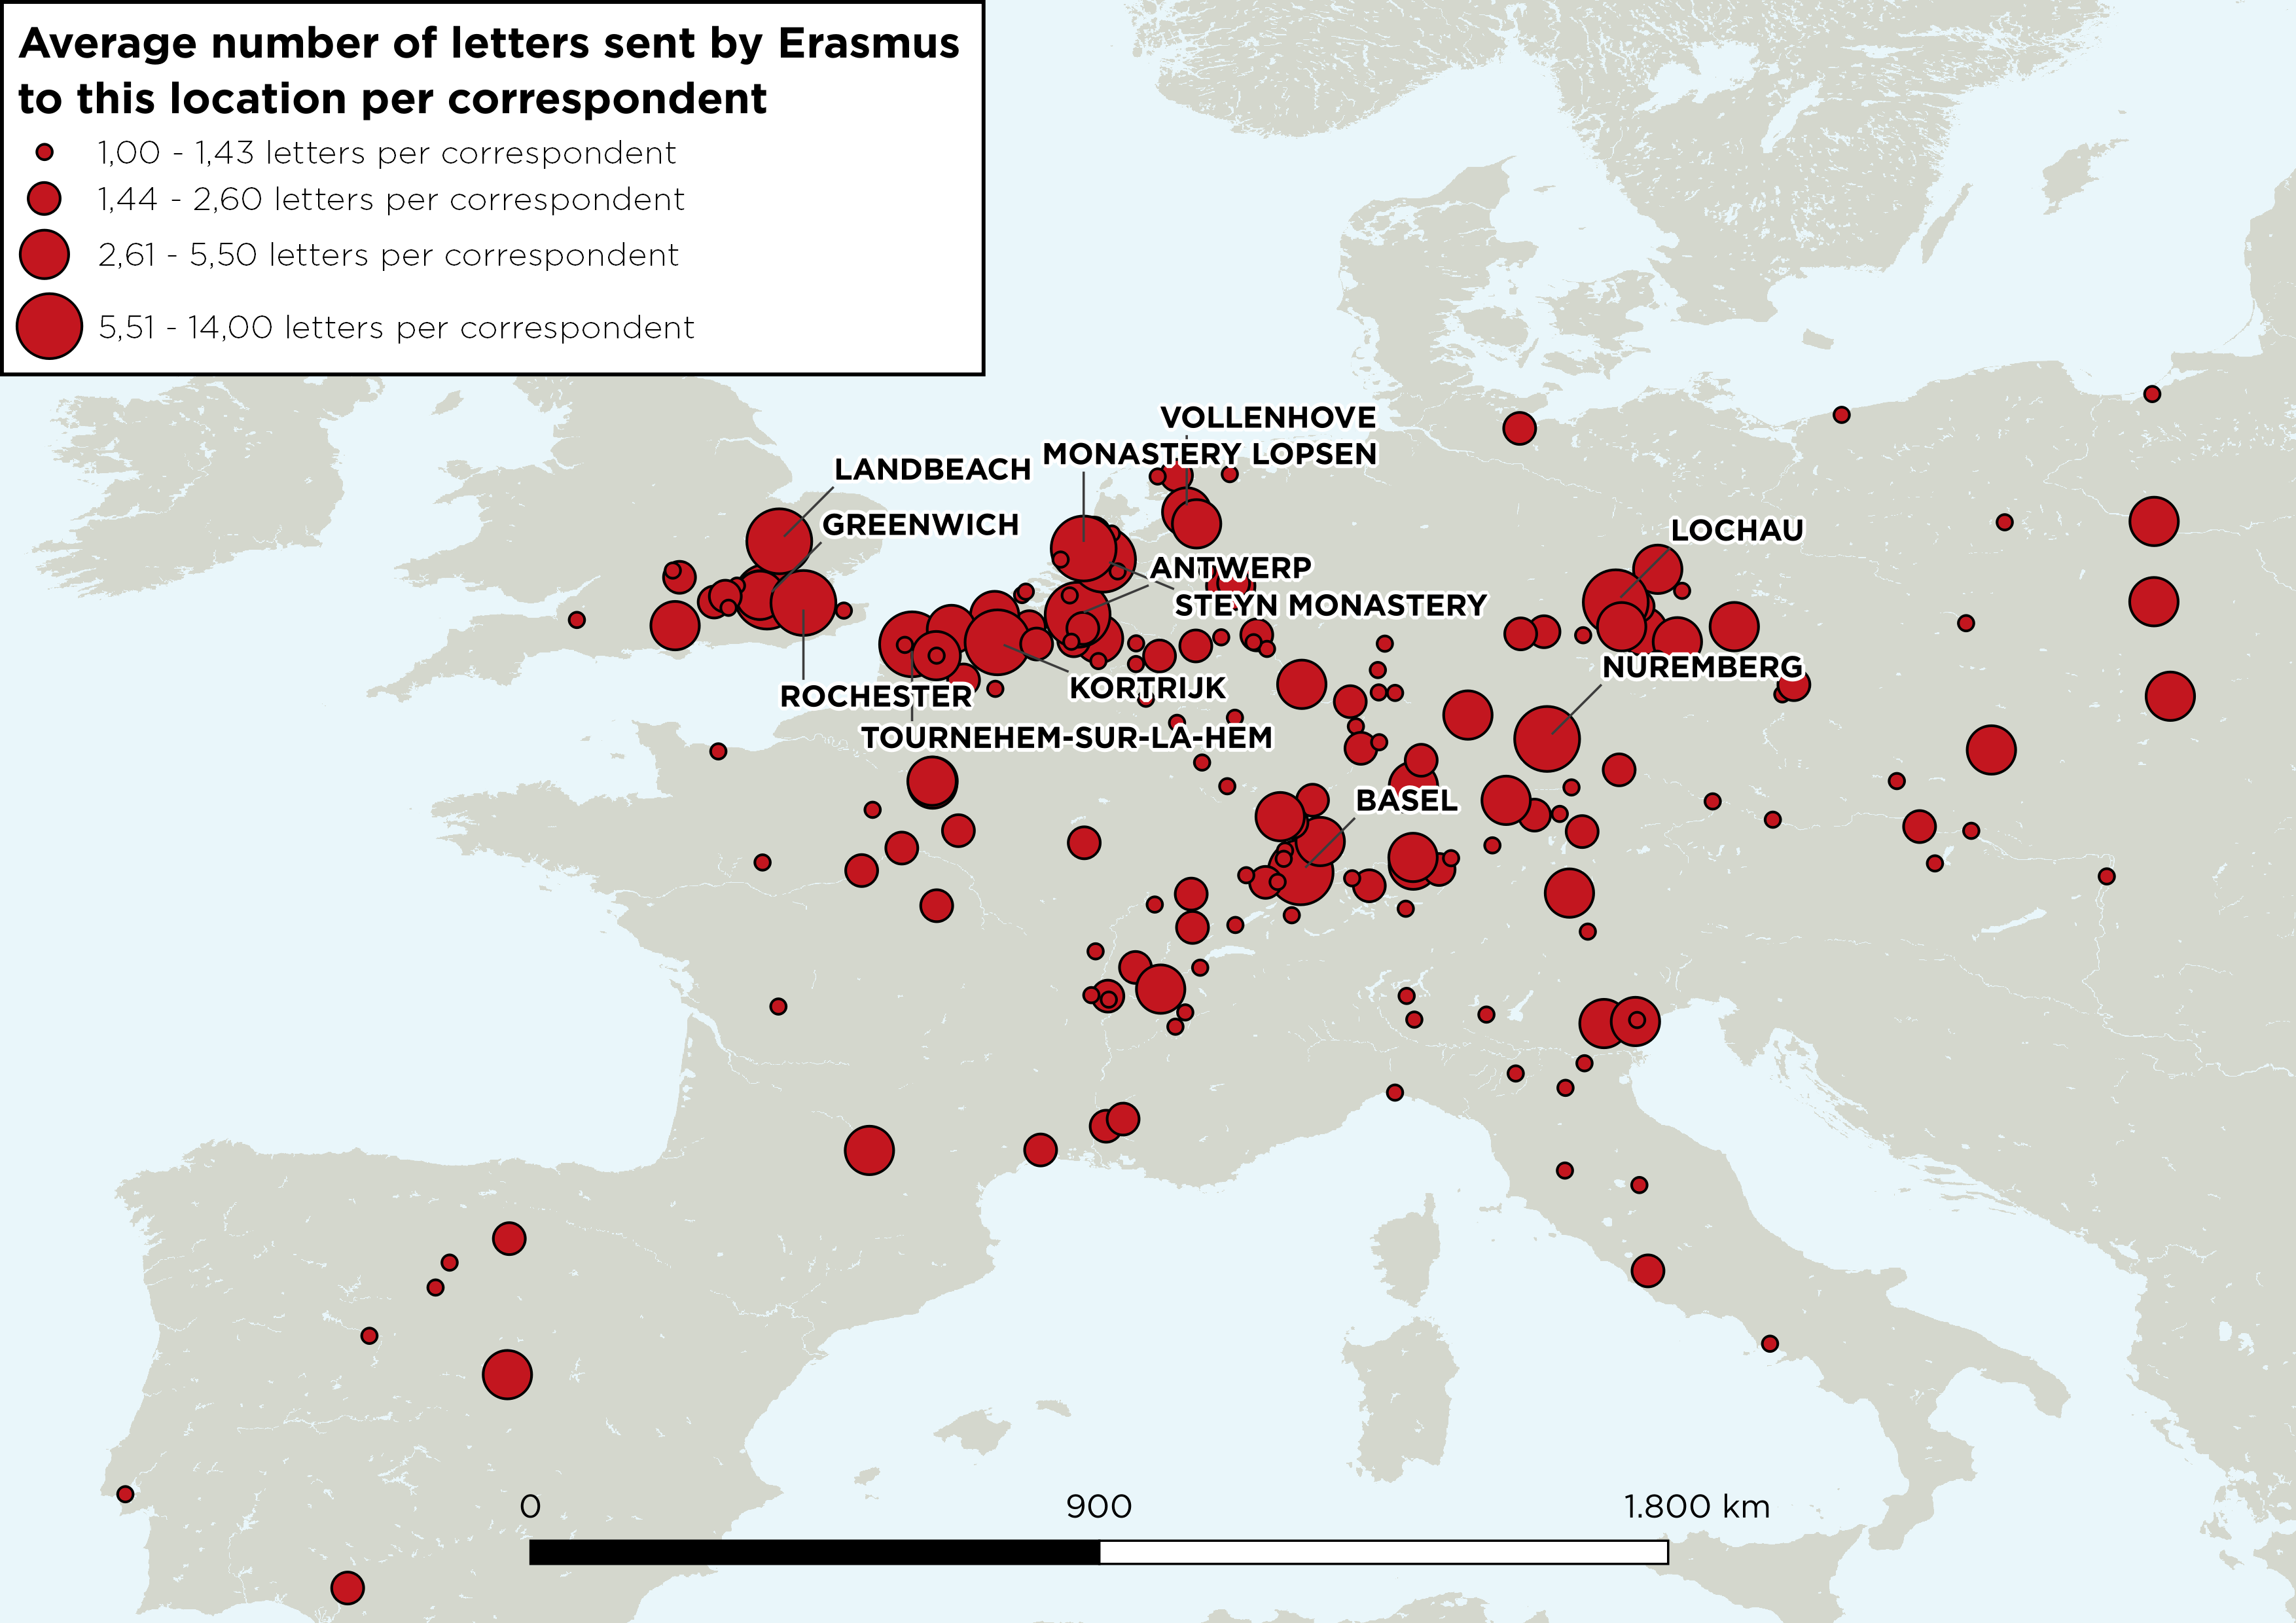 Average number of letters sent by Erasmus
to this location per correspondent
1,00 - 1,43 letters per correspondent
1,44 - 2,60 letters per correspondent
2,61 - 5,50 letters per correspondent
5,51 - 14,00 letters per correspondent
VOLLENHOVE
MONASTERY LOPSEN
LANDBEACH
GREENWICH
LOCHAU
ANTWERP
STEYN MONASTERY
NUREMBERG
KORTRIJK
ROCHESTER
TOURNEHEM-SUR-LA-HEM
BASEL
0 900 1.800 km